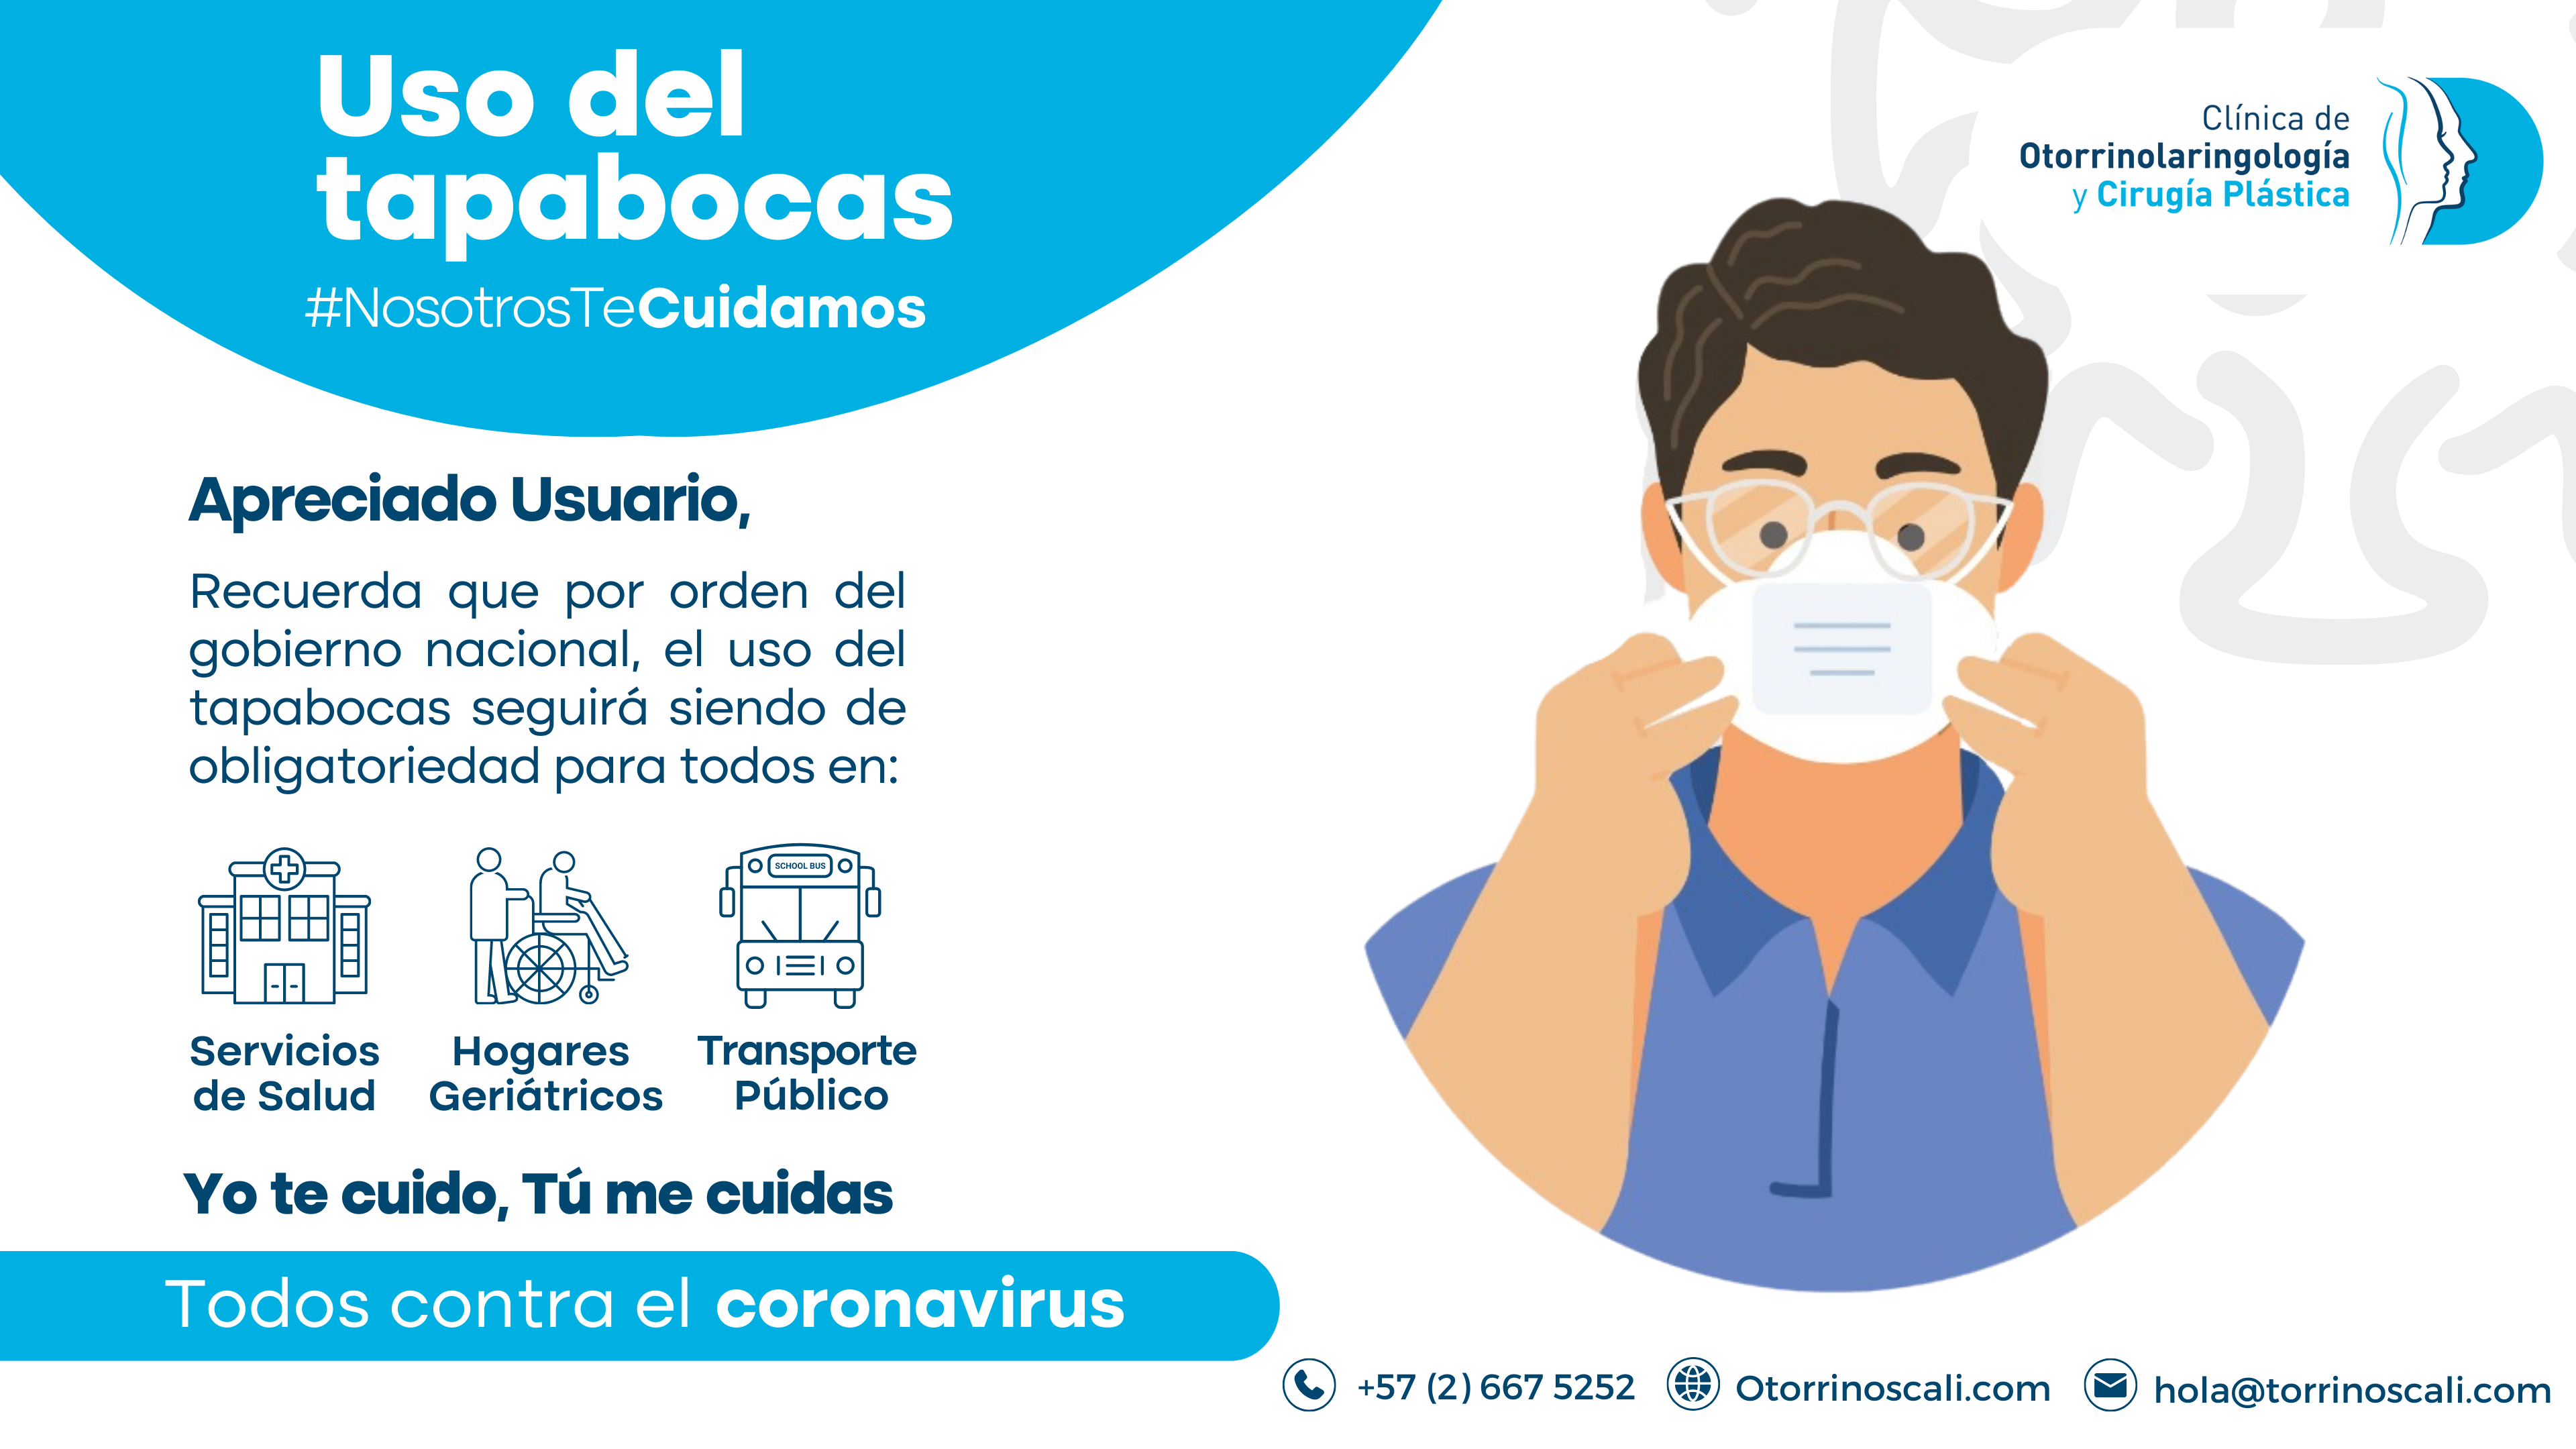 Uso del
tapabocas
#NosotrosTeCuidamos
Clínica de
Otorrinolaringología
y Cirugía Plástica
Apreciado Usuario,
Recuerda que por orden del
gobierno nacional, el uso del
tapabocas seguirá siendo de
obligatoriedad para todos en:
SCHOOL BUS
Servicios
de Salud
Hogares
Geriátricos
Transporte
Público
Yo te cuido, Tú me cuidas
Todos contra el coronavirus
+57 (2) 667 5252
Otorrinoscali.com
hola@torrinoscali.com